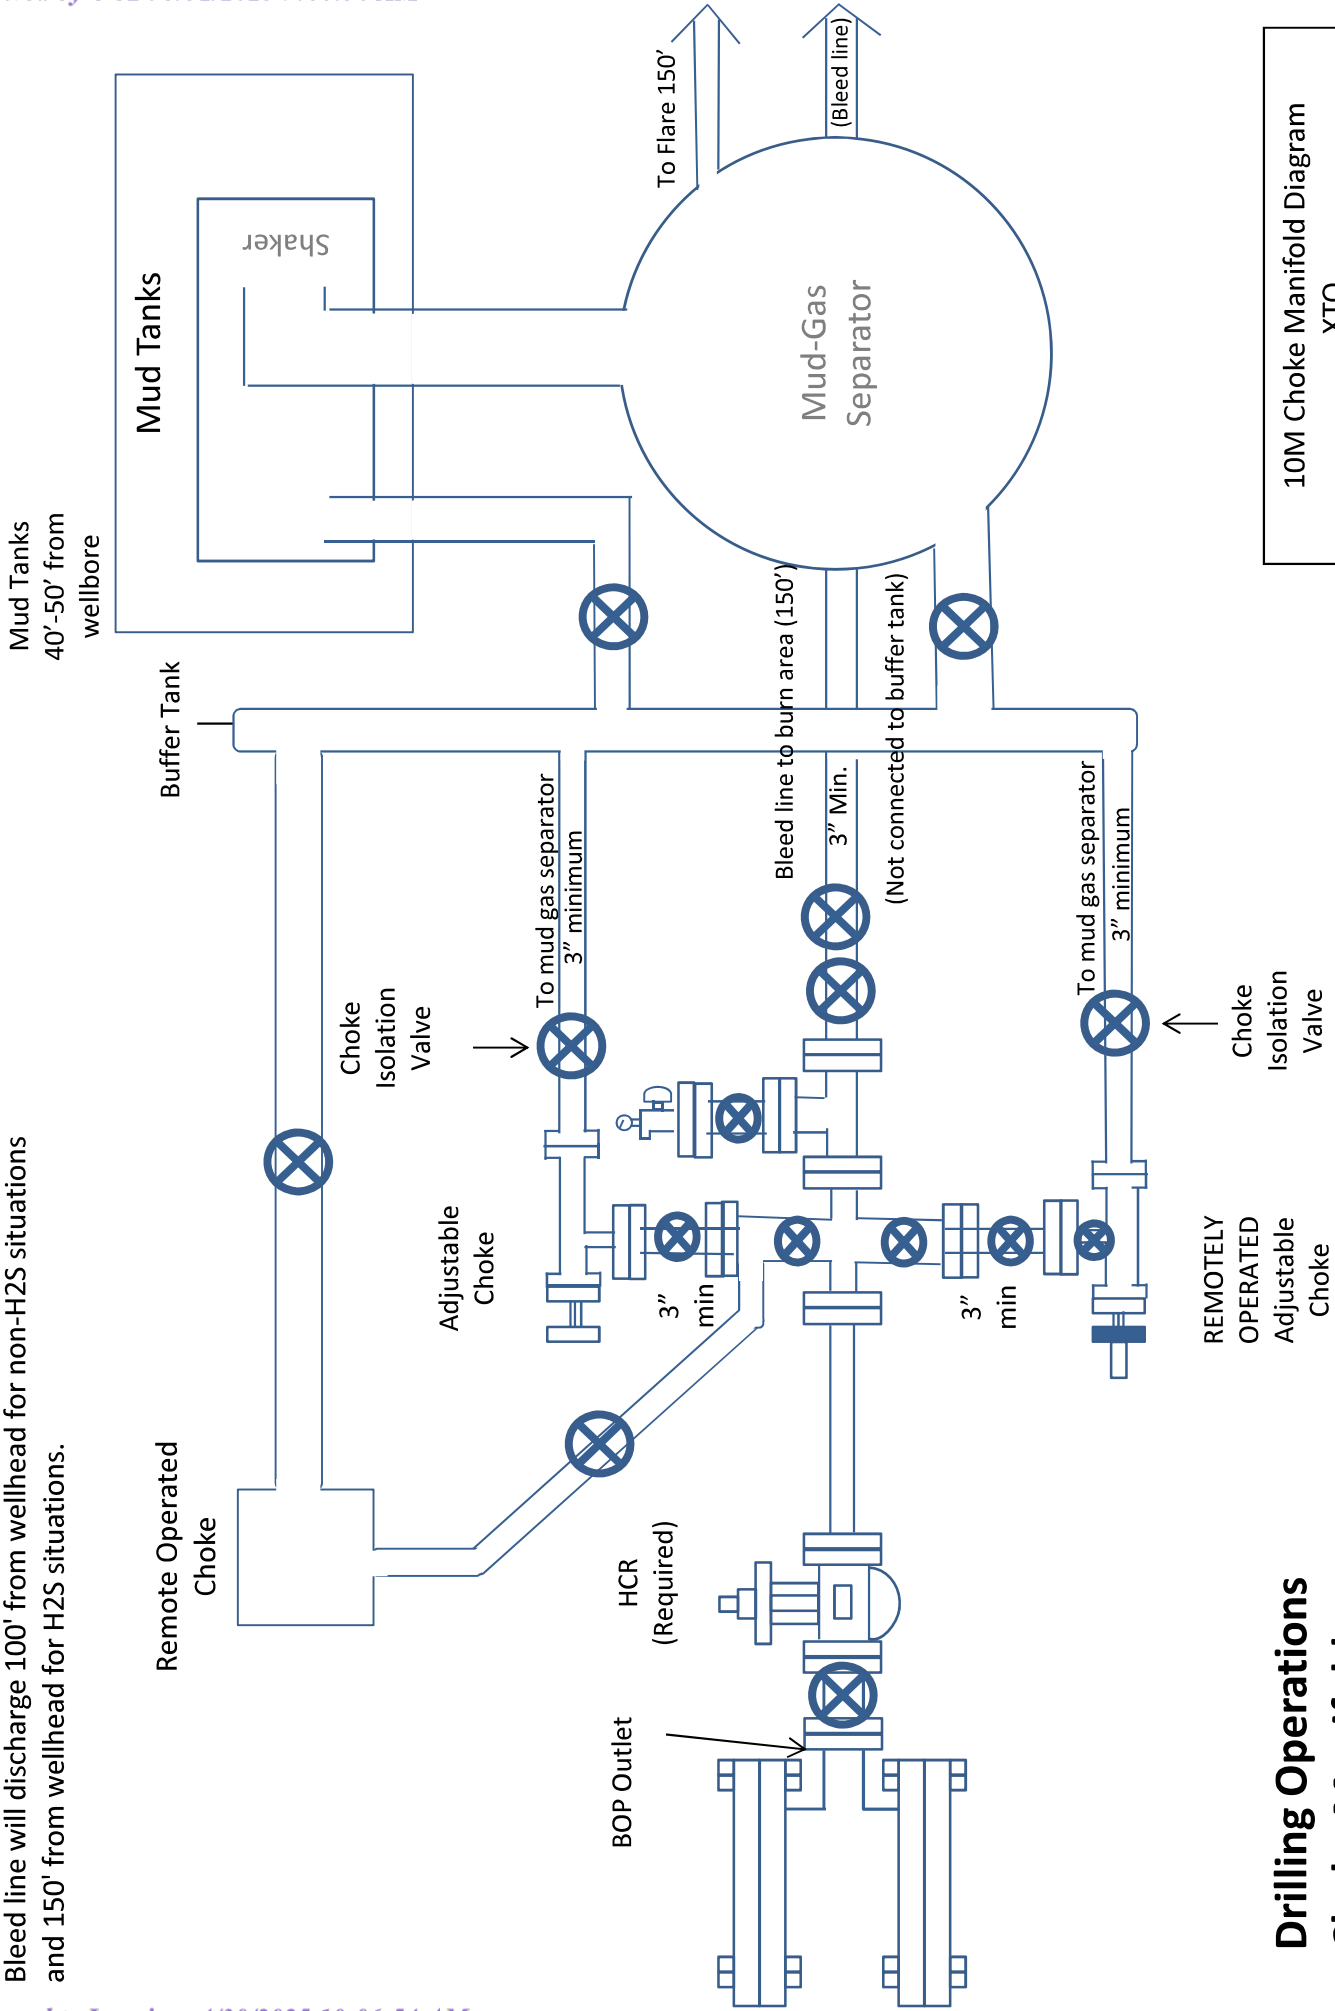 Bleed line will discharge 100' from wellhead for non-H2S situations
and 150' from wellhead for H2S situations.
Mud Tanks
40’-50’ from
wellbore
Mud Tanks
Shaker
Buffer Tank
Remote Operated
Choke
To Flare 150’
(Bleed line)
Mud-Gas
Separator
Choke
Isolation
Valve
To mud gas separator
3” minimum
Adjustable
Choke
3”
min
Bleed line to burn area (150’)
3” Min.
(Not connected to buffer tank)
HCR
(Required)
BOP Outlet
3”
min
To mud gas separator
3” minimum
Choke
Isolation
Valve
REMOTELY
OPERATED
Adjustable
Choke
10M Choke Manifold Diagram
XTO
Drilling Operations